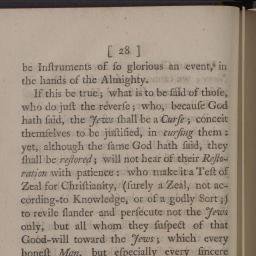 [ 28 ]
be Inſtruments of ſo glorious an event, in
the hands of the Almighty.
If this be true; what is to be ſaid of thoſe,
who do juſt the reverſe; who, becauſe God
hath ſaid, the Jews ſhall be a Curſe; conceit
themſelves to be juſtified, in curſing them:
yet, although the ſame God hath ſaid, they
ſhall be reſtored; will not hear of their Reſto-
ration with patience: who make it a Teſt of
Zeal for Chriſtianity, (ſurely a Zeal, not ac-
cording-to Knowledge, or of a godly Sort;)
to revile ſlander and perſecute not the Jews
only, but all whom they ſuſpect of that
Good-will toward the Jews; which every
honeſt Man, but eſpecially every ſincere